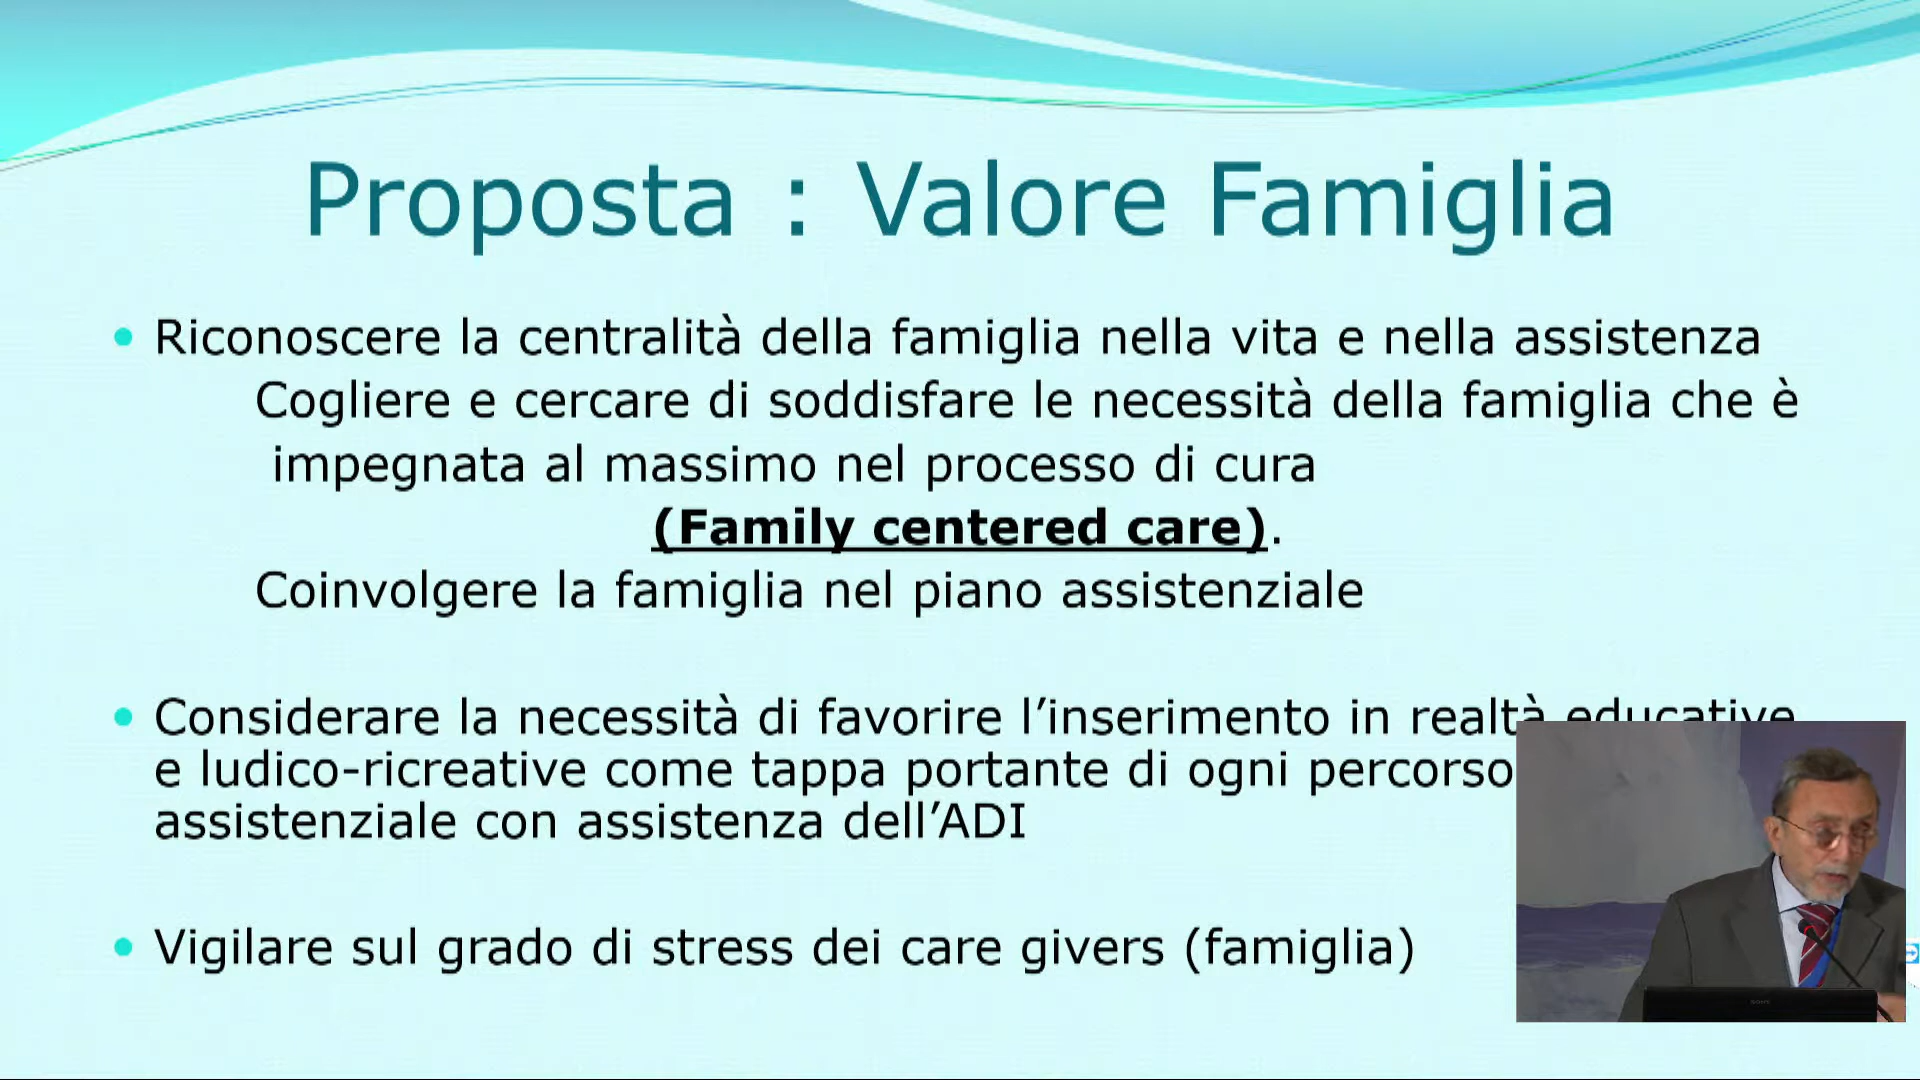 Proposta : Valore Famiglia
Riconoscere la centralità della famiglia nella vita e nella assistenza
Cogliere e cercare di soddisfare le necessità della famiglia che è
impegnata al massimo nel processo di cura
(Family centered care).
Coinvolgere la famiglia nel piano assistenziale
Considerare la necessità di favorire l’inserimento in realtà educative
e ludico-ricreative come tappa portante di ogni percorso
assistenziale con assistenza dell’ADI
Vigilare sul grado di stress dei care givers (famiglia)
SONY